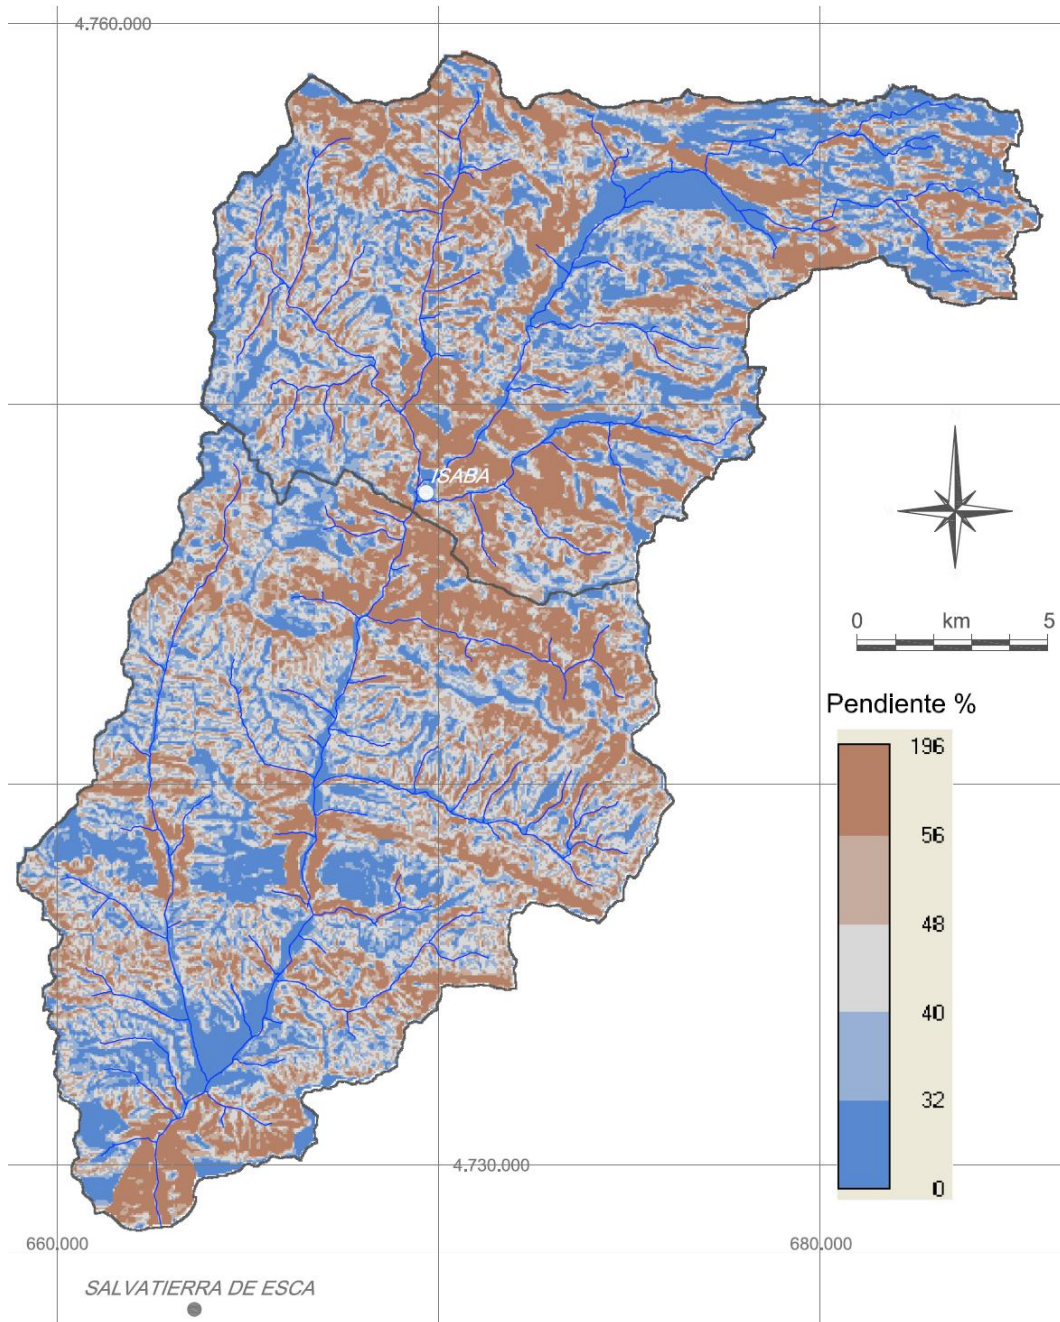 4.760.000
ISABA
0 km 5
Pendiente %
196
56
48
40
32
0
4.730.000
660.000
680.000
SALVATIERRA DE ESCA